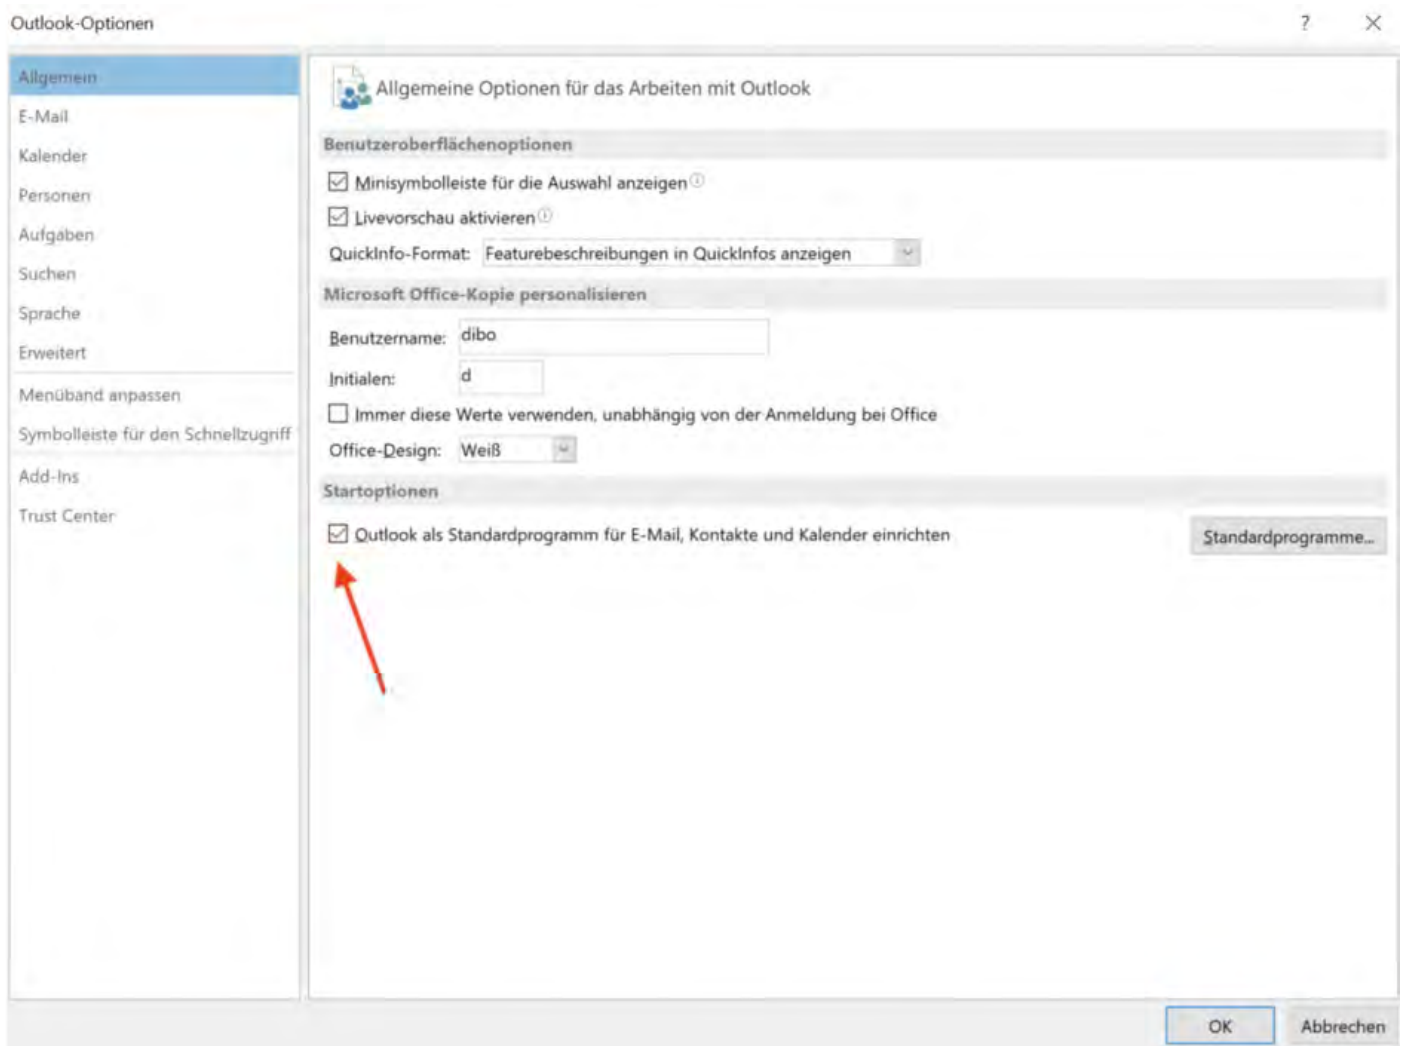 Outlook-Optionen
?
Allgemein
E-Mail
Kalender
Personen
Aufgaben
Suchen
Sprache
Erweitert
Menüband anpassen
Symbolleiste für den Schnellzugriff
Add-Ins
Trust Center
Allgemeine Optionen für das Arbeiten mit Outlook
Benutzeroberflächenoptionen
Minisymbolleiste für die Auswahl anzeigen
Livevorschau aktivieren
QuickInfo-Format: Featurebeschreibungen in QuickInfos anzeigen
Microsoft Office-Kopie personalisieren
Benutzername: dibo
Initialen: d
Immer diese Werte verwenden, unabhängig von der Anmeldung bei Office
Office-Design: Weiß
Startoptionen
Outlook als Standardprogramm für E-Mail, Kontakte und Kalender einrichten
Standardprogramme...
OK
Abbrechen